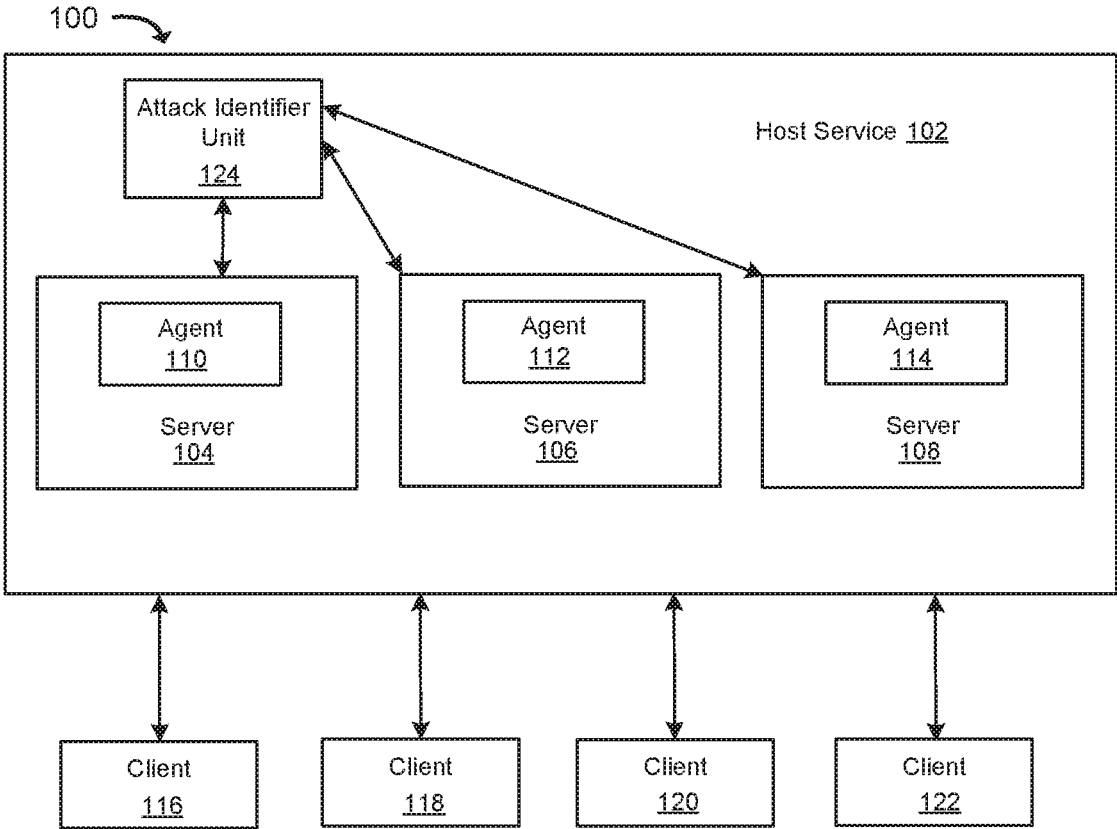 100
Attack Identifier
Unit
124
Host Service 102
Agent
110
Server
104
Agent
112
Server
106
Agent
114
Server
108
Client
116
Client
118
Client
120
Client
122